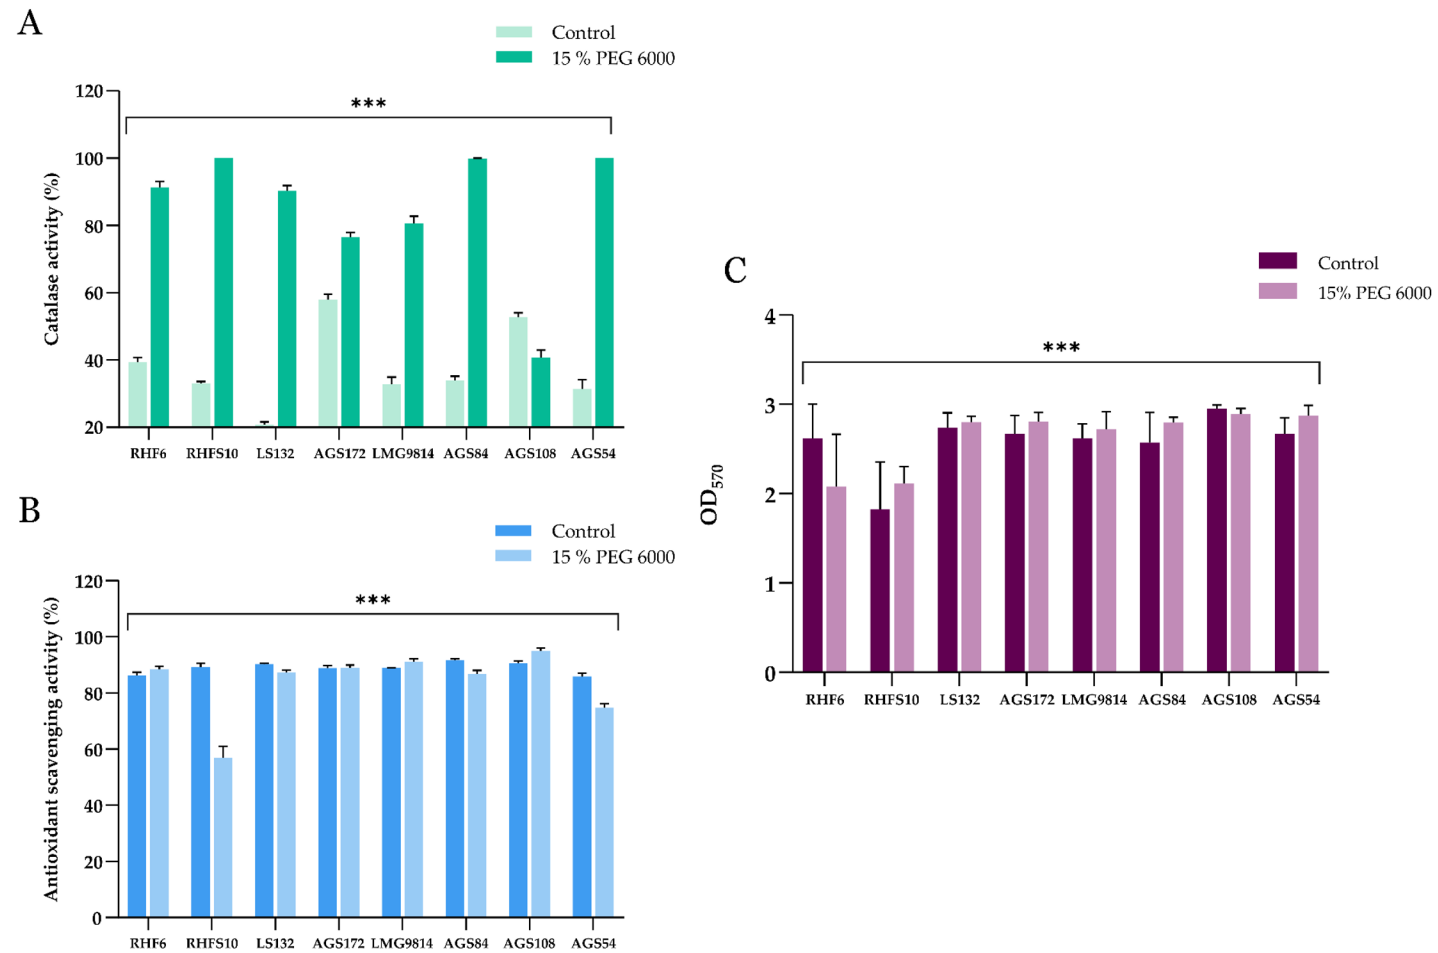 A
Control
15 % PEG 6000
120
100
80
60
40
20
Catalase activity (%)
***
RHF6 RHFS10 LS132 AGS172 LMG9814 AGS84 AGS108 AGS54
B
Control
15 % PEG 6000
120
100
80
60
40
20
0
Antioxidant scavenging activity (%)
***
RHF6 RHFS10 LS132 AGS172 LMG9814 AGS84 AGS108 AGS54
C
Control
15% PEG 6000
4
3
2
1
0
OD570
***
RHF6 RHFS10 LS132 AGS172 LMG9814 AGS84 AGS108 AGS54